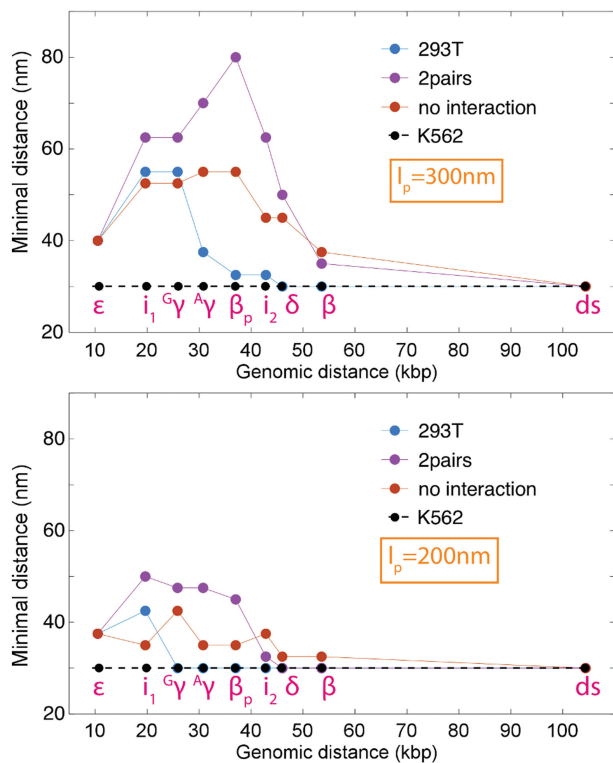 80
60
40
20
Minimal distance (nm)
293T
2pairs
no interaction
K562
lp=300nm
ε i1 Gγ Aγ βp i2 δ β ds
10 20 30 40 50 60 70 80 90 100
Genomic distance (kbp)
80
60
40
20
Minimal distance (nm)
293T
2pairs
no interaction
K562
lp=200nm
ε i1 Gγ Aγ βp i2 δ β ds
10 20 30 40 50 60 70 80 90 100
Genomic distance (kbp)